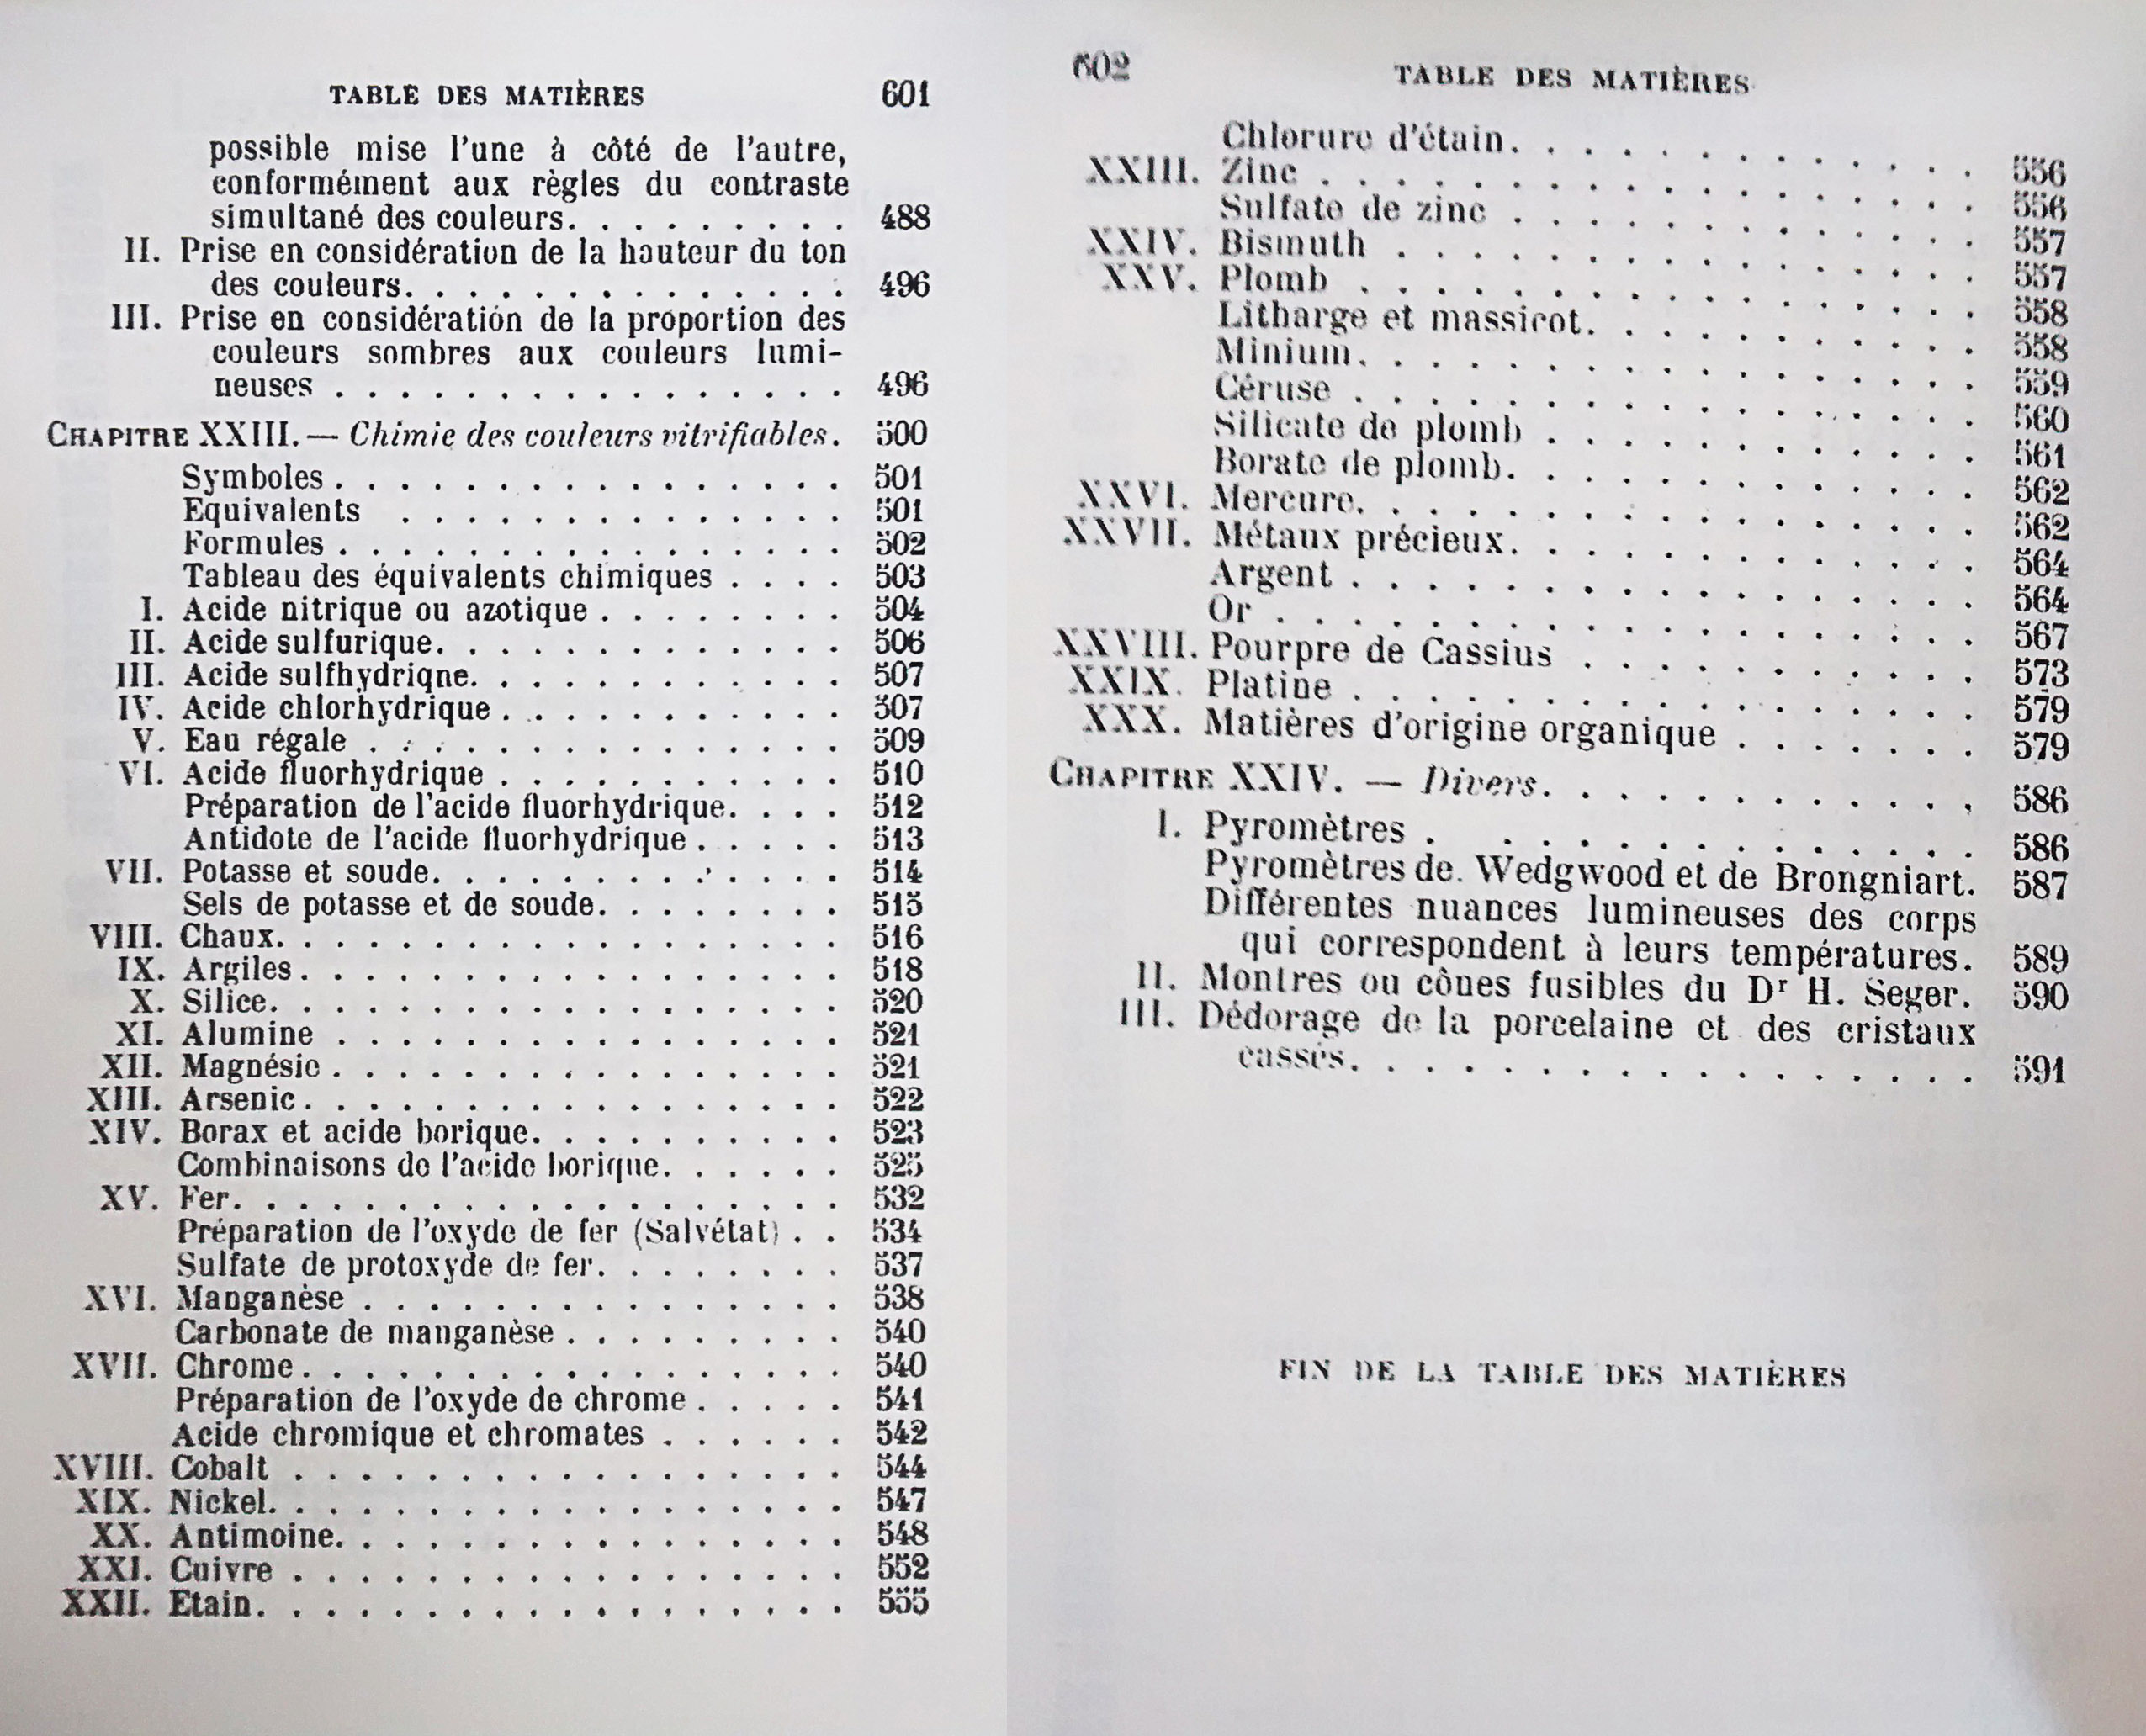 TABLE DES MATIÈRES 601
possible mise l'une à côté de l'autre,
conformément aux règles du contraste
simultané des couleurs. . . . . . . . . 488
II. Prise en considération de la hauteur du ton
des couleurs. . . . . . . . . . . . . . 496
III. Prise en considération de la proportion des
couleurs sombres aux couleurs lumi-
neuses . . . . . . . . . . . . . . . . 496
CHAPITRE XXIII. — Chimie des couleurs vitrifiables. 500
Symboles . . . . . . . . . . . . . . . . 501
Equivalents . . . . . . . . . . . . . . 501
Formules . . . . . . . . . . . . . . . . 502
Tableau des équivalents chimiques . . . . 503
I. Acide nitrique ou azotique . . . . . . . . 504
II. Acide sulfurique. . . . . . . . . . . . . 506
III. Acide sulfhydriqne. . . . . . . . . . . . 507
IV. Acide chlorhydrique . . . . . . . . . . . 507
V. Eau régale . . . . . . . . . . . . . . . 509
VI. Acide fluorhydrique . . . . . . . . . . . 510
Préparation de l'acide fluorhydrique. . . . 512
Antidote de l'acide fluorhydrique . . . . . 513
VII. Potasse et soude. . . . . . . . . . . . . 514
Sels de potasse et de soude. . . . . . . . 515
VIII. Chaux. . . . . . . . . . . . . . . . . . 516
IX. Argiles . . . . . . . . . . . . . . . . . 518
X. Silice. . . . . . . . . . . . . . . . . . 520
XI. Alumine . . . . . . . . . . . . . . . . 521
XII. Magnésie . . . . . . . . . . . . . . . . 521
XIII. Arsenic . . . . . . . . . . . . . . . . . 522
XIV. Borax et acide borique. . . . . . . . . . 523
Combinaisons de l'acide borique. . . . . . 525
XV. Fer. . . . . . . . . . . . . . . . . . . 532
Préparation de l'oxyde de fer (Salvétat) . . 534
Sulfate de protoxyde de fer. . . . . . . . 537
XVI. Manganèse . . . . . . . . . . . . . . . 538
Carbonate de manganèse . . . . . . . . . 540
XVII. Chrome . . . . . . . . . . . . . . . . . 540
Préparation de l'oxyde de chrome . . . . . 541
Acide chromique et chromates . . . . . . 542
XVIII. Cobalt . . . . . . . . . . . . . . . . . 544
XIX. Nickel. . . . . . . . . . . . . . . . . . 547
XX. Antimoine. . . . . . . . . . . . . . . . 548
XXI. Cuivre . . . . . . . . . . . . . . . . . 552
XXII. Etain. . . . . . . . . . . . . . . . . . 555
602 TABLE DES MATIÈRES
Chlorure d'étain. . . . . . . . . . . . . 556
XXIII. Zinc . . . . . . . . . . . . . . . . . . 556
Sulfate de zinc . . . . . . . . . . . . . 557
XXIV. Bismuth . . . . . . . . . . . . . . . . 557
XXV. Plomb . . . . . . . . . . . . . . . . . 558
Litharge et massicot. . . . . . . . . . . 558
Minium. . . . . . . . . . . . . . . . . 559
Céruse . . . . . . . . . . . . . . . . . 560
Silicate de plomb . . . . . . . . . . . . 561
Borate de plomb. . . . . . . . . . . . . 562
XXVI. Mercure. . . . . . . . . . . . . . . . . 562
XXVII. Métaux précieux. . . . . . . . . . . . . 564
Argent . . . . . . . . . . . . . . . . . 564
Or . . . . . . . . . . . . . . . . . . . 567
XXVIII. Pourpre de Cassius . . . . . . . . . . . 573
XXIX. Platine . . . . . . . . . . . . . . . . . 579
XXX. Matières d'origine organique . . . . . . . 579
CHAPITRE XXIV. — Divers. . . . . . . . . . . . 586
I. Pyromètres . . . . . . . . . . . . . . . 586
Pyromètres de Wedgwood et de Brongniart. 587
Différentes nuances lumineuses des corps
qui correspondent à leurs températures. 589
II. Montres ou cônes fusibles du Dr H. Seger. 590
III. Dédorage de la porcelaine et des cristaux
cassés. . . . . . . . . . . . . . . . . 591
FIN DE LA TABLE DES MATIÈRES